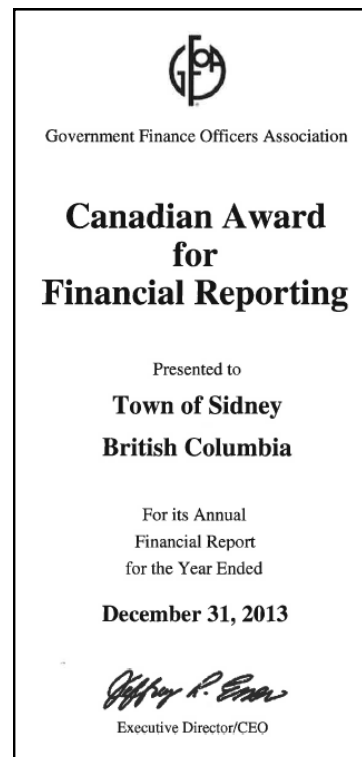 GFOA
Government Finance Officers Association
Canadian Award
for
Financial Reporting
Presented to
Town of Sidney
British Columbia
For its Annual
Financial Report
for the Year Ended
December 31, 2013
Jeffrey R. Enser
Executive Director/CEO